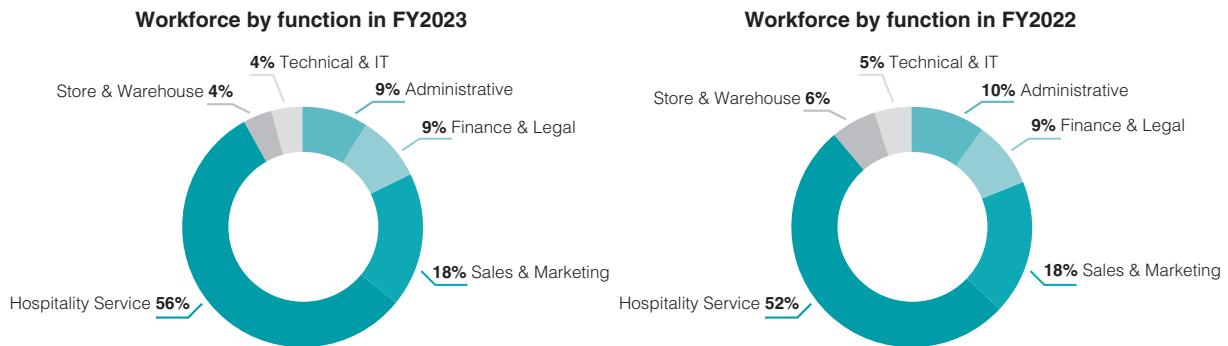 Workforce by function in FY2023
4% Technical & IT
Store & Warehouse 4%
9% Administrative
9% Finance & Legal
18% Sales & Marketing
Hospitality Service 56%
Workforce by function in FY2022
5% Technical & IT
Store & Warehouse 6%
10% Administrative
9% Finance & Legal
18% Sales & Marketing
Hospitality Service 52%